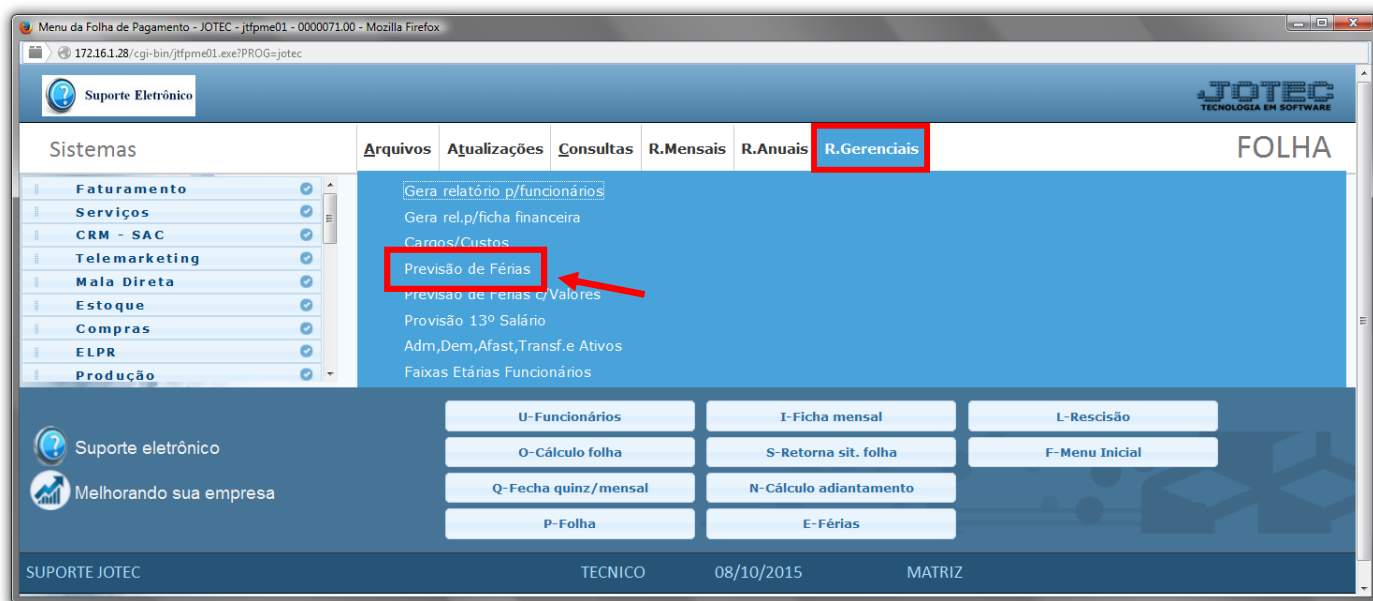 Menu da Folha de Pagamento - JOTEC - jtfpme01 - 0000071.00 - Mozilla Firefox
172.16.1.28/cgi-bin/jtfpme01.exe?PROG=jotec
Suporte Eletrônico
JOTEC
TECNOLOGIA EM SOFTWARE
Sistemas
Arquivos Atualizações Consultas R.Mensais R.Anuais R.Gerenciais
FOLHA
Faturamento
Serviços
CRM - SAC
Telemarketing
Mala Direta
Estoque
Compras
ELPR
Produção
Gera relatório p/funcionários
Gera rel.p/ficha financeira
Cargos/Custos
Previsão de Férias
Previsão de Férias c/Valores
Provisão 13º Salário
Adm,Dem,Afast,Transf.e Ativos
Faixas Etárias Funcionários
Suporte eletrônico
Melhorando sua empresa
U-Funcionários I-Ficha mensal L-Rescisão
O-Cálculo folha S-Retorna sit. folha F-Menu Inicial
Q-Fecha quinz/mensal N-Cálculo adiantamento
P-Folha E-Férias
SUPORTE JOTEC TECNICO 08/10/2015 MATRIZ